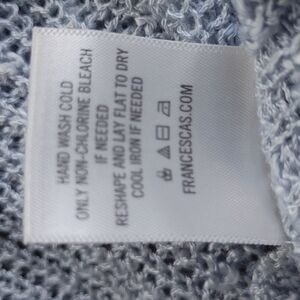 HAND WASH COLD
ONLY NON-CHLORINE BLEACH
IF NEEDED
RESHAPE AND LAY FLAT TO DRY
COOL IRON IF NEEDED
FRANCESCAS.COM